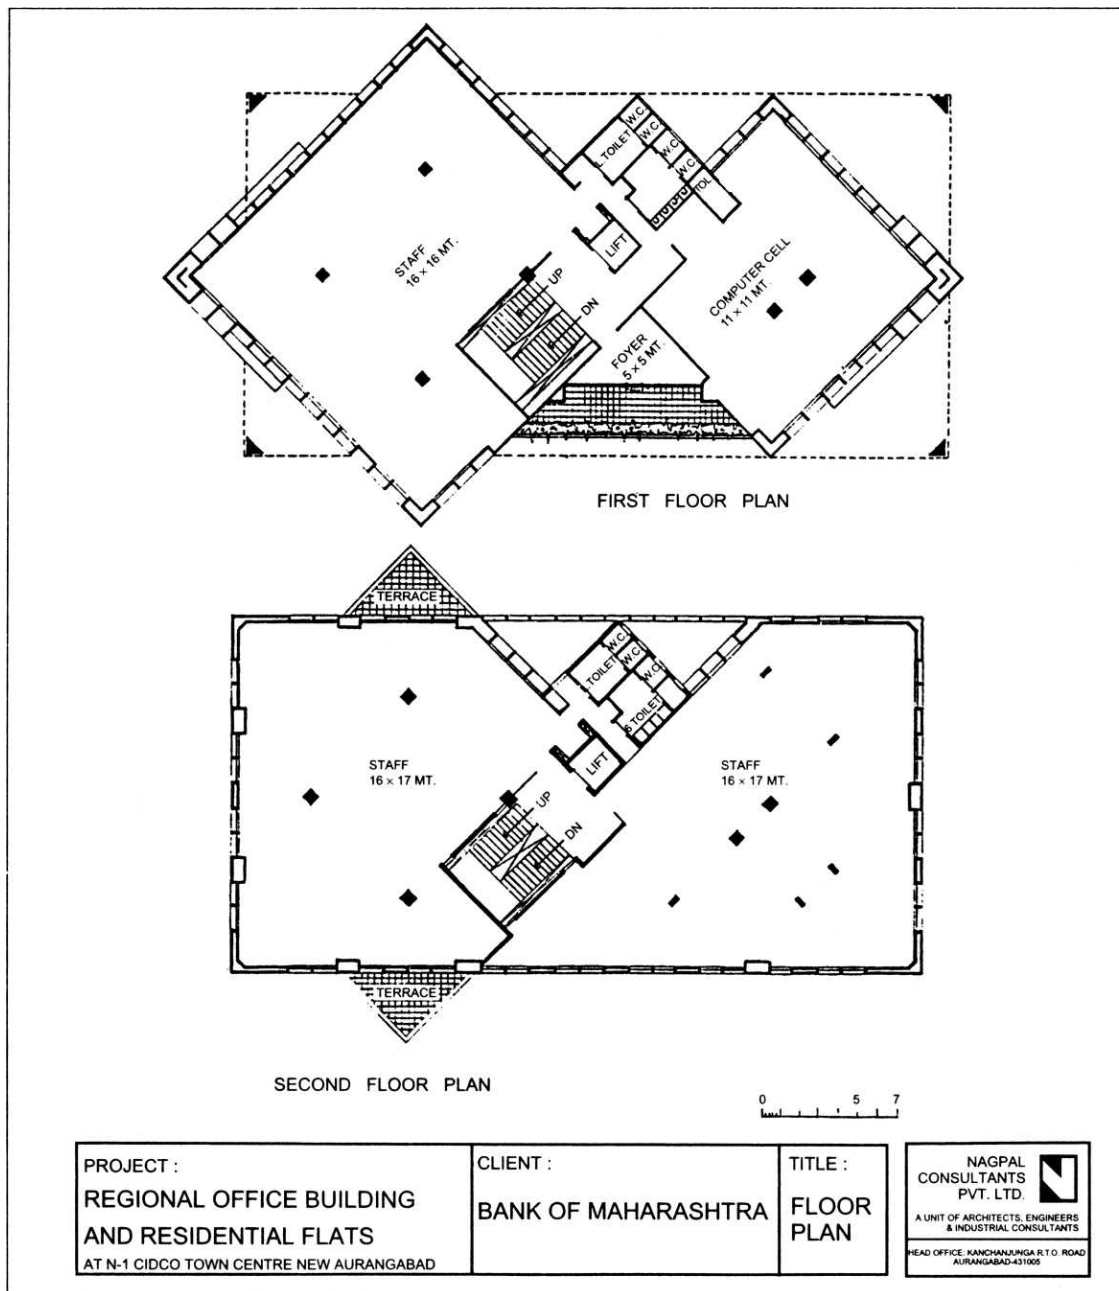 W.C.
W.C.
W.C.
W.C.
L.TOILET
TOI.
LIFT
STAFF
16 × 16 MT.
UP
DN
COMPUTER CELL
11 × 11 MT.
FOYER
5 × 5 MT.
FIRST FLOOR PLAN
TERRACE
W.C.
W.C.
W.C.
.TOILET
S TOILET
LIFT
STAFF
16 × 17 MT.
STAFF
16 × 17 MT.
UP
DN
TERRACE
SECOND FLOOR PLAN
0 5 7
PROJECT :
REGIONAL OFFICE BUILDING
AND RESIDENTIAL FLATS
AT N-1 CIDCO TOWN CENTRE NEW AURANGABAD
CLIENT :
BANK OF MAHARASHTRA
TITLE :
FLOOR
PLAN
NAGPAL
CONSULTANTS
PVT. LTD.
A UNIT OF ARCHITECTS, ENGINEERS
& INDUSTRIAL CONSULTANTS
HEAD OFFICE: KANCHANJUNGA R.T.O. ROAD
AURANGABAD-431005